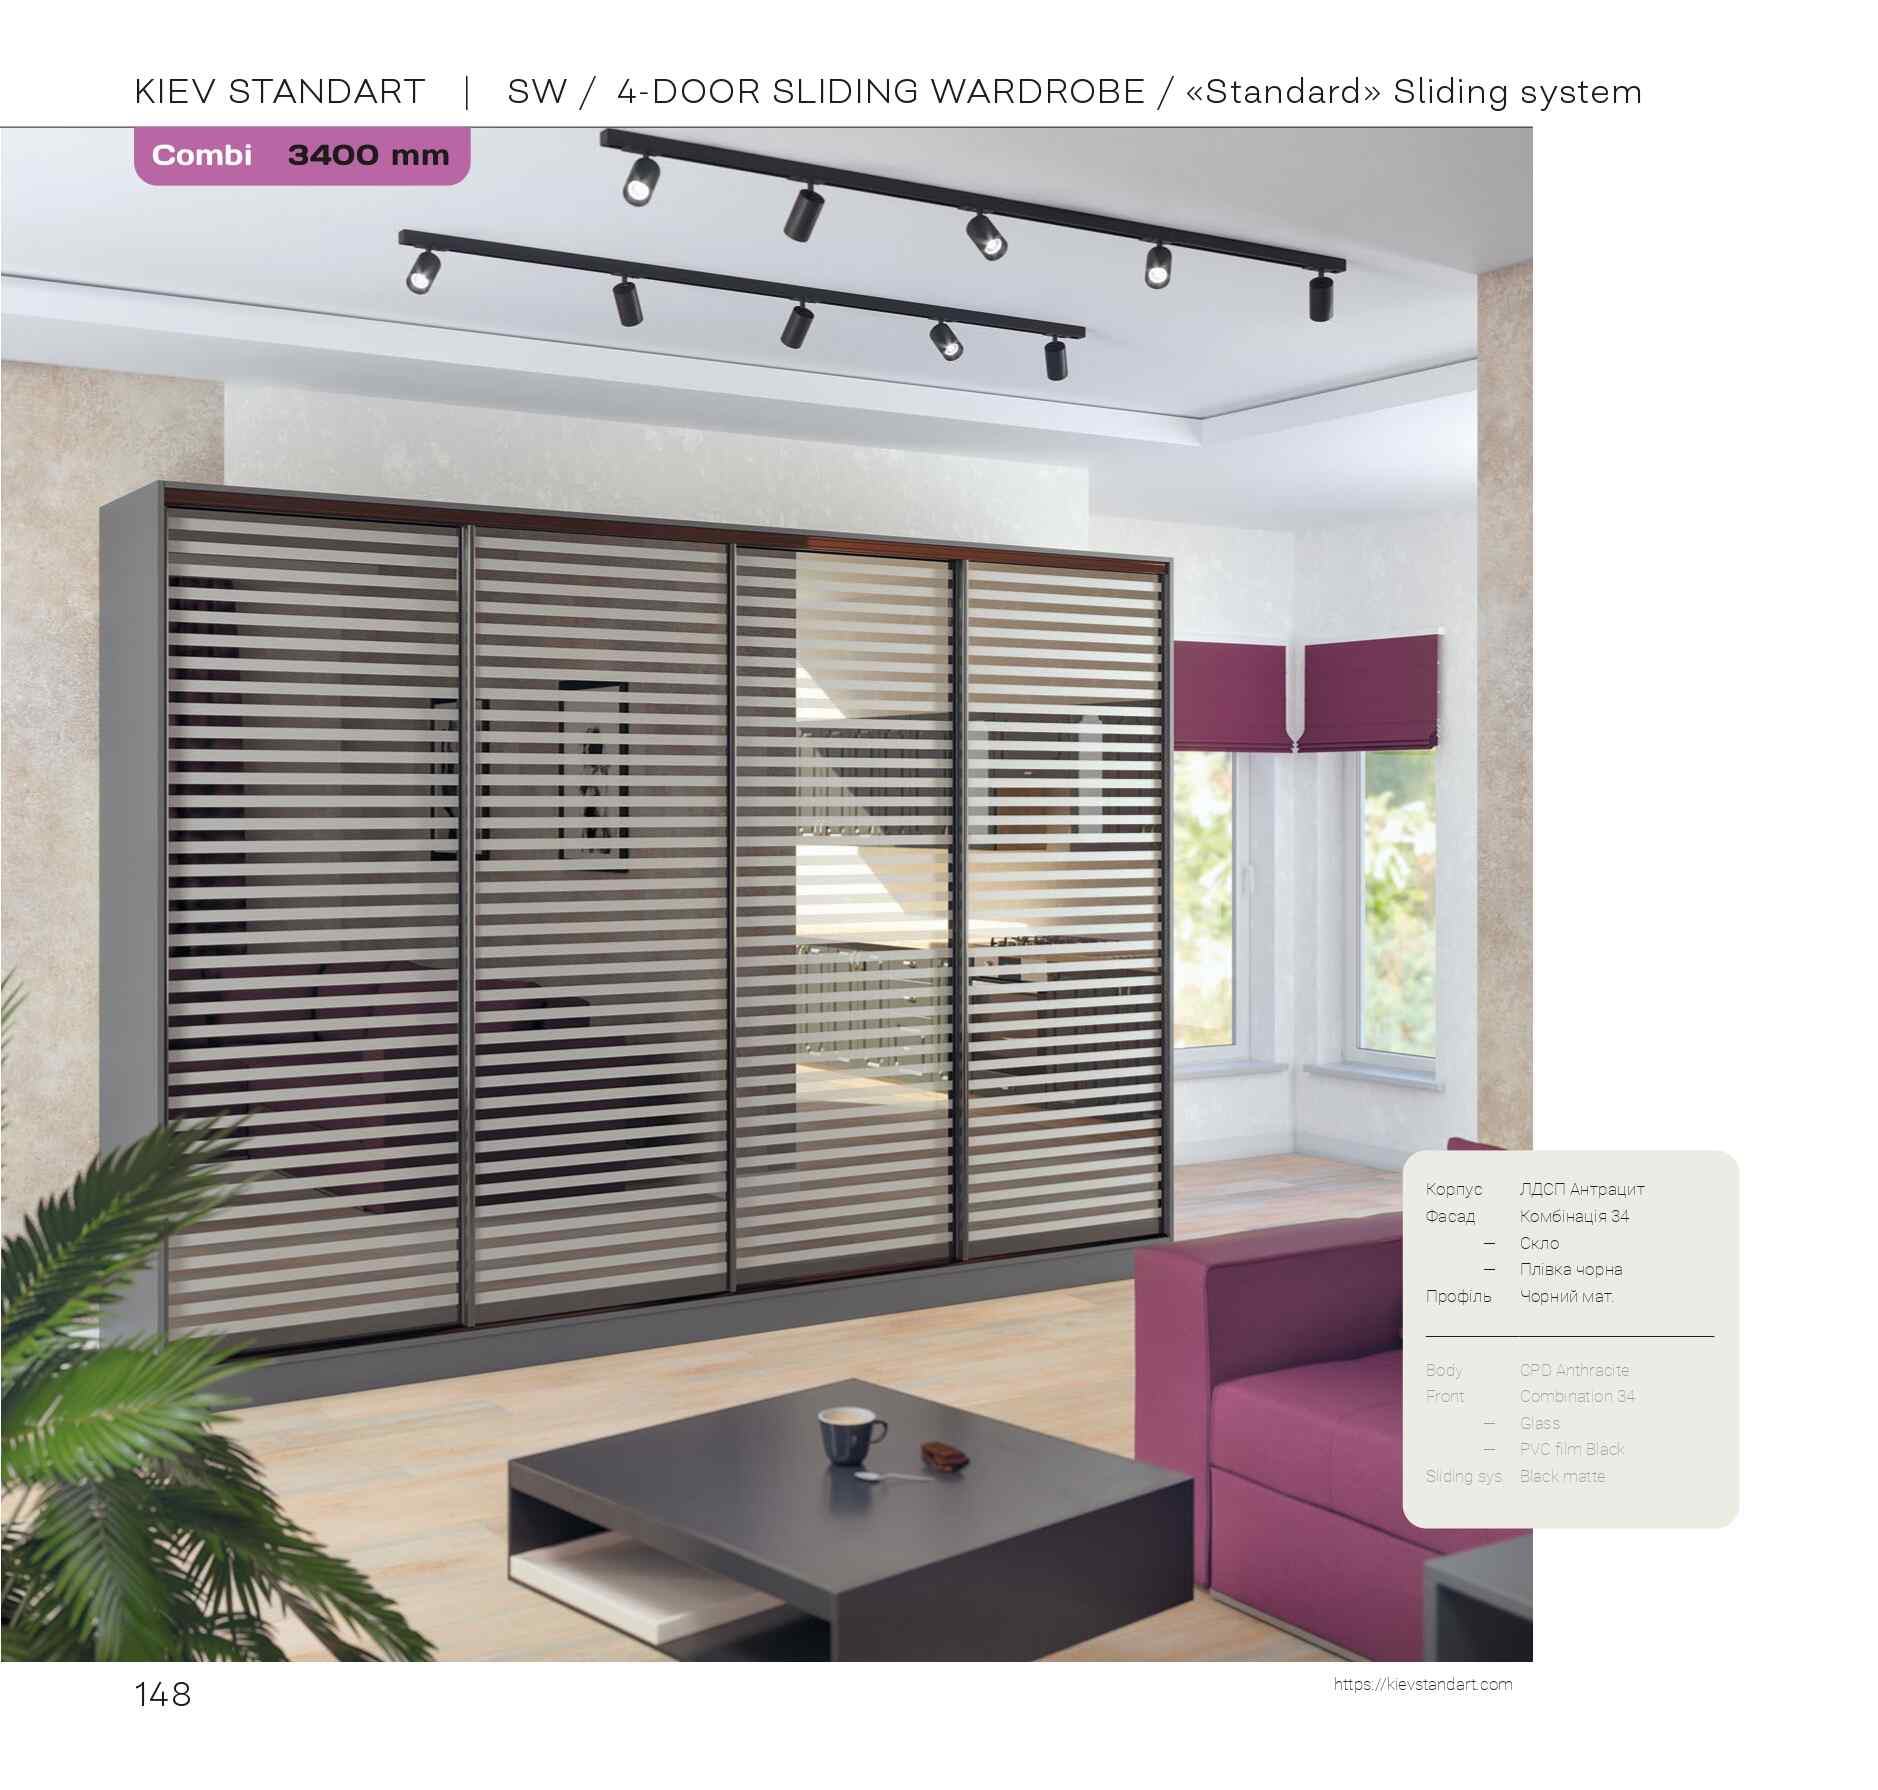 KIEV STANDART | SW / 4-DOOR SLIDING WARDROBE / «Standard» Sliding system
Combi 3400 mm
Корпус ЛДСП Антрацит
Фасад Комбінація 34
— Скло
— Плівка чорна
Профіль Чорний мат.
Body CPD Anthracite
Front Combination 34
— Glass
— PVC film Black
Sliding sys. Black matte
148
https://kievstandart.com